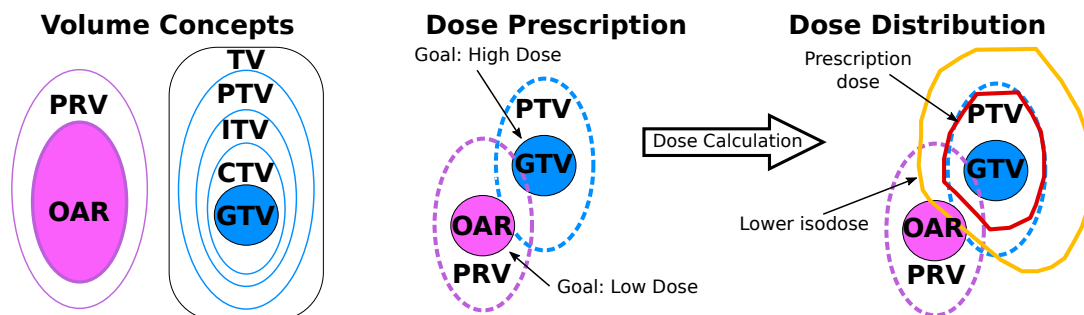 Volume Concepts
TV
PTV
PRV
ITV
CTV
OAR
GTV
Dose Prescription
Goal: High Dose
PTV
GTV
OAR
PRV
Goal: Low Dose
Dose Calculation
Dose Distribution
Prescription
dose
PTV
GTV
Lower isodose
OAR
PRV